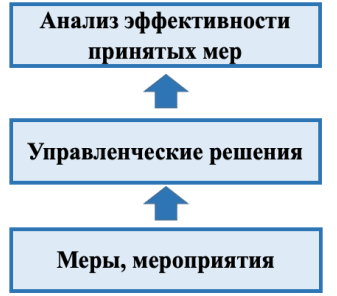 Анализ эффективности
принятых мер
Управленческие решения
Меры, мероприятия